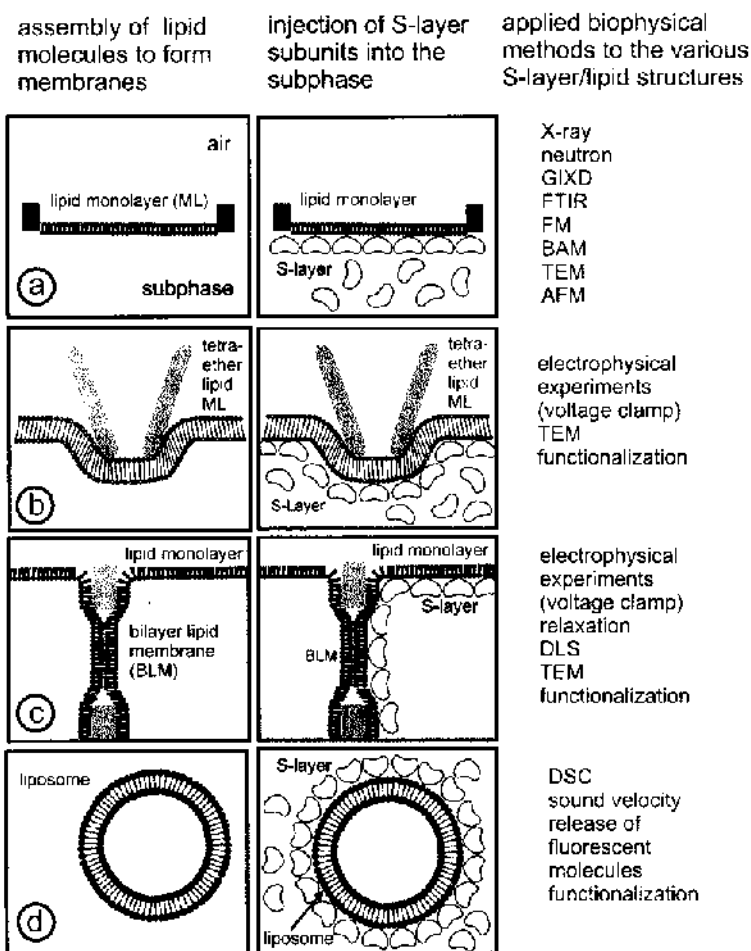 assembly of lipid
molecules to form
membranes
injection of S-layer
subunits into the
subphase
applied biophysical
methods to the various
S-layer/lipid structures
air
lipid monolayer (ML)
subphase
a
lipid monolayer
S-layer
X-ray
neutron
GIXD
FTIR
FM
BAM
TEM
AFM
tetra-
ether
lipid
ML
b
tetra-
ether
lipid
ML
S-Layer
electrophysical
experiments
(voltage clamp)
TEM
functionalization
lipid monolayer
bilayer lipid
membrane
(BLM)
c
lipid monolayer
S-layer
BLM
electrophysical
experiments
(voltage clamp)
relaxation
DLS
TEM
functionalization
liposome
d
S-layer
liposome
DSC
sound velocity
release of
fluorescent
molecules
functionalization